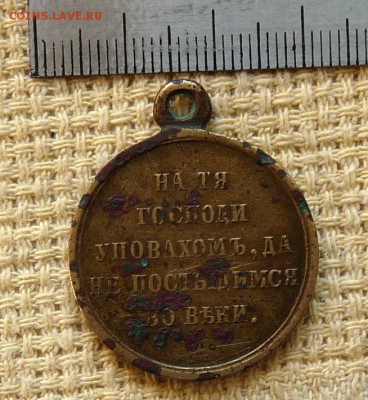 COINS.LAVE.RU
НА ТЯ
ГОСПОДИ
УПОВАХОМЪ, ДА
НЕ ПОСТЫДИМСЯ
ВО ВѢКИ.